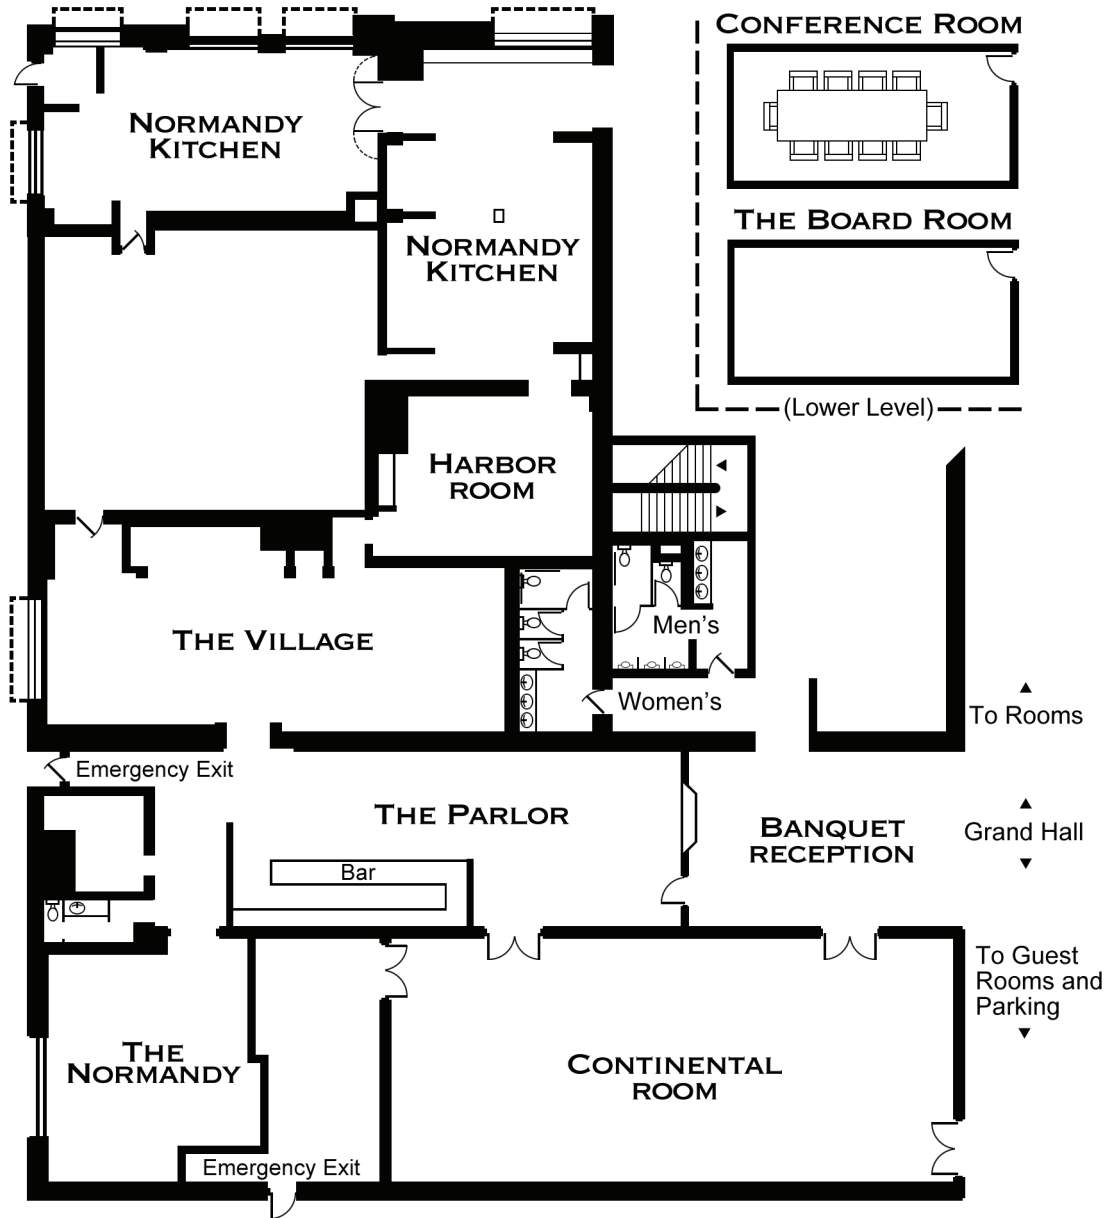 CONFERENCE ROOM
NORMANDY
KITCHEN
THE BOARD ROOM
NORMANDY
KITCHEN
(Lower Level)
HARBOR
ROOM
Men's
THE VILLAGE
Women's
To Rooms
Emergency Exit
THE PARLOR
BANQUET
RECEPTION
Grand Hall
Bar
To Guest
Rooms and
Parking
THE
NORMANDY
CONTINENTAL
ROOM
Emergency Exit